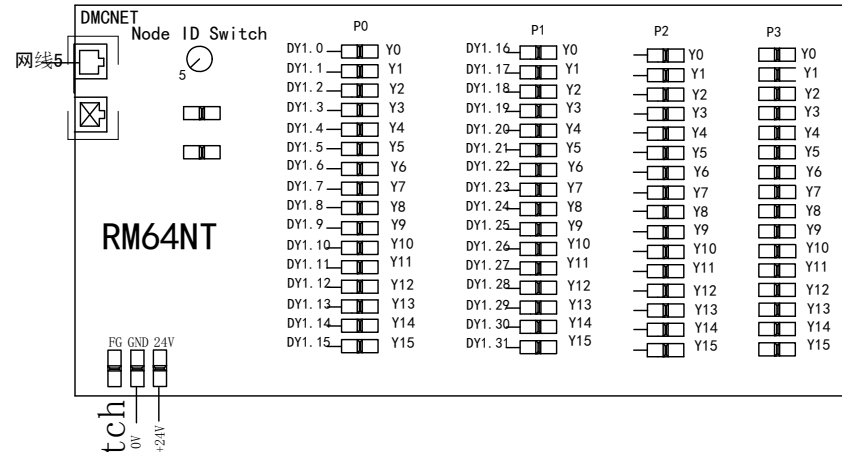 DMCNET
Node ID Switch
网线5
5
RM64NT
P0
DY1.0 Y0
DY1.1 Y1
DY1.2 Y2
DY1.3 Y3
DY1.4 Y4
DY1.5 Y5
DY1.6 Y6
DY1.7 Y7
DY1.8 Y8
DY1.9 Y9
DY1.10 Y10
DY1.11 Y11
DY1.12 Y12
DY1.13 Y13
DY1.14 Y14
DY1.15 Y15
P1
DY1.16 Y0
DY1.17 Y1
DY1.18 Y2
DY1.19 Y3
DY1.20 Y4
DY1.21 Y5
DY1.22 Y6
DY1.23 Y7
DY1.24 Y8
DY1.25 Y9
DY1.26 Y10
DY1.27 Y11
DY1.28 Y12
DY1.29 Y13
DY1.30 Y14
DY1.31 Y15
P2
Y0
Y1
Y2
Y3
Y4
Y5
Y6
Y7
Y8
Y9
Y10
Y11
Y12
Y13
Y14
Y15
P3
Y0
Y1
Y2
Y3
Y4
Y5
Y6
Y7
Y8
Y9
Y10
Y11
Y12
Y13
Y14
Y15
FG GND 24V
tch
0V
+24V